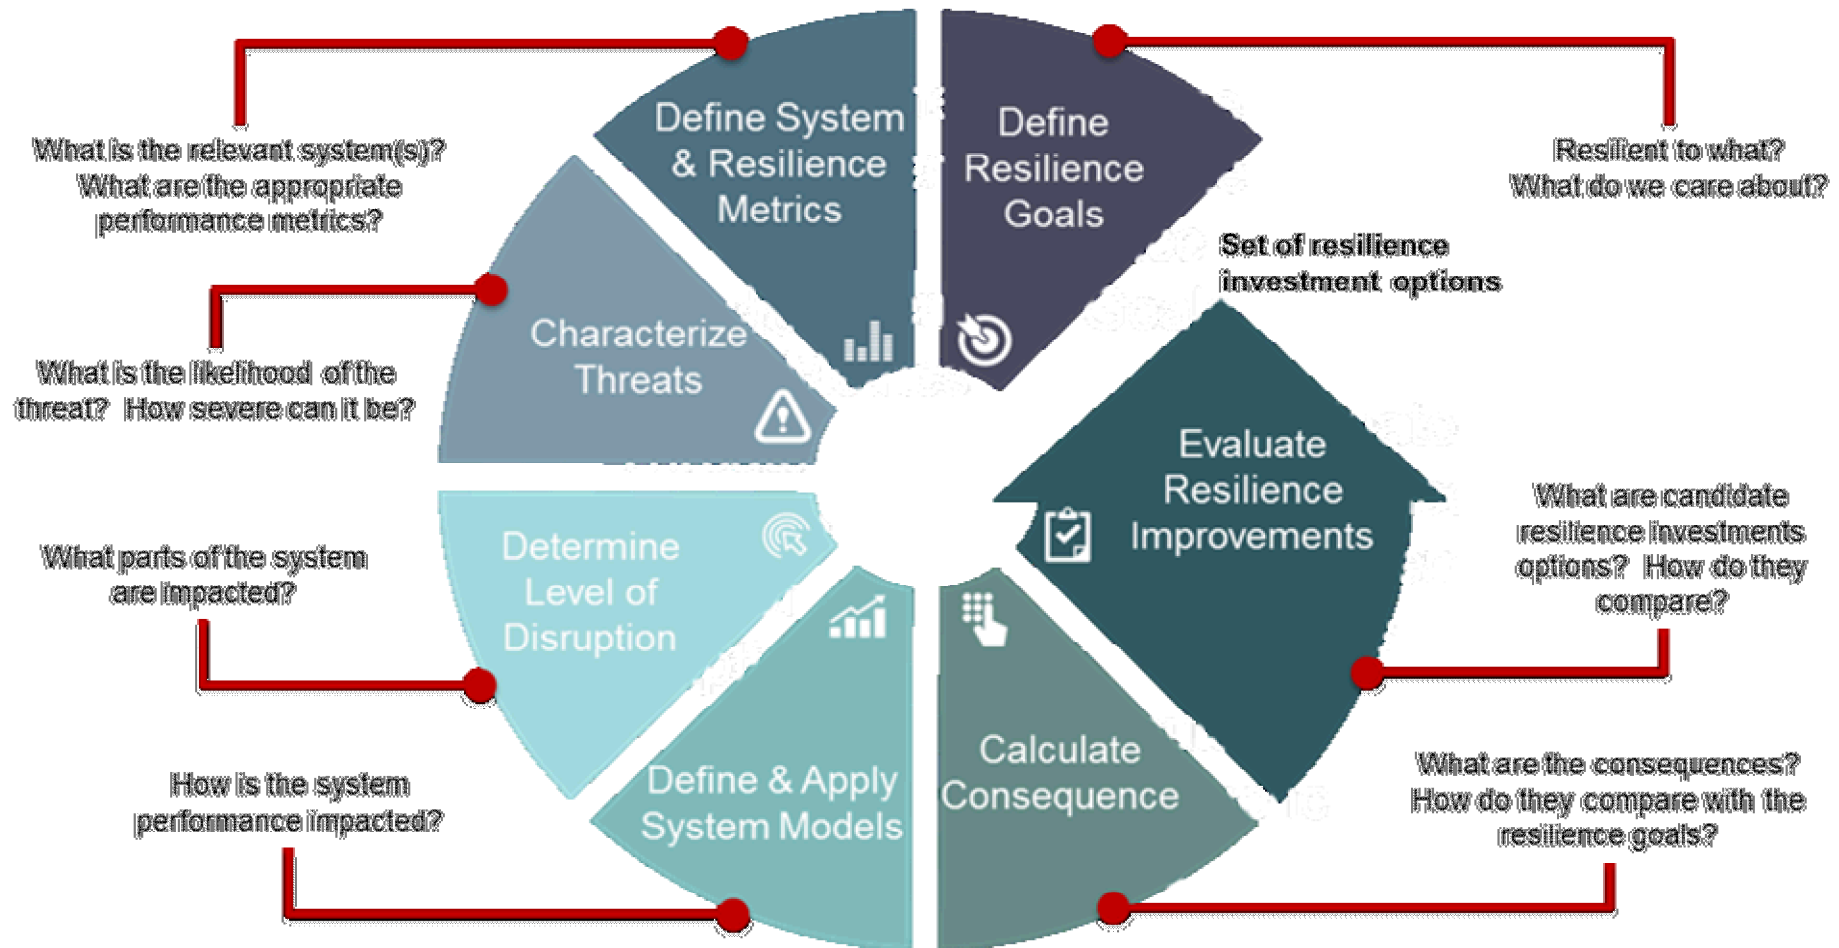 Define System
& Resilience
Metrics
Define
Resilience
Goals
What is the relevant system(s)?
What are the appropriate
performance metrics?
Resilient to what?
What do we care about?
Set of resilience
investment options
Characterize
Threats
What is the likelihood of the
threat? How severe can it be?
Evaluate
Resilience
Improvements
What are candidate
resilience investments
options? How do they
compare?
Determine
Level of
Disruption
What parts of the system
are impacted?
Define & Apply
System Models
Calculate
Consequence
How is the system
performance impacted?
What are the consequences?
How do they compare with the
resilience goals?